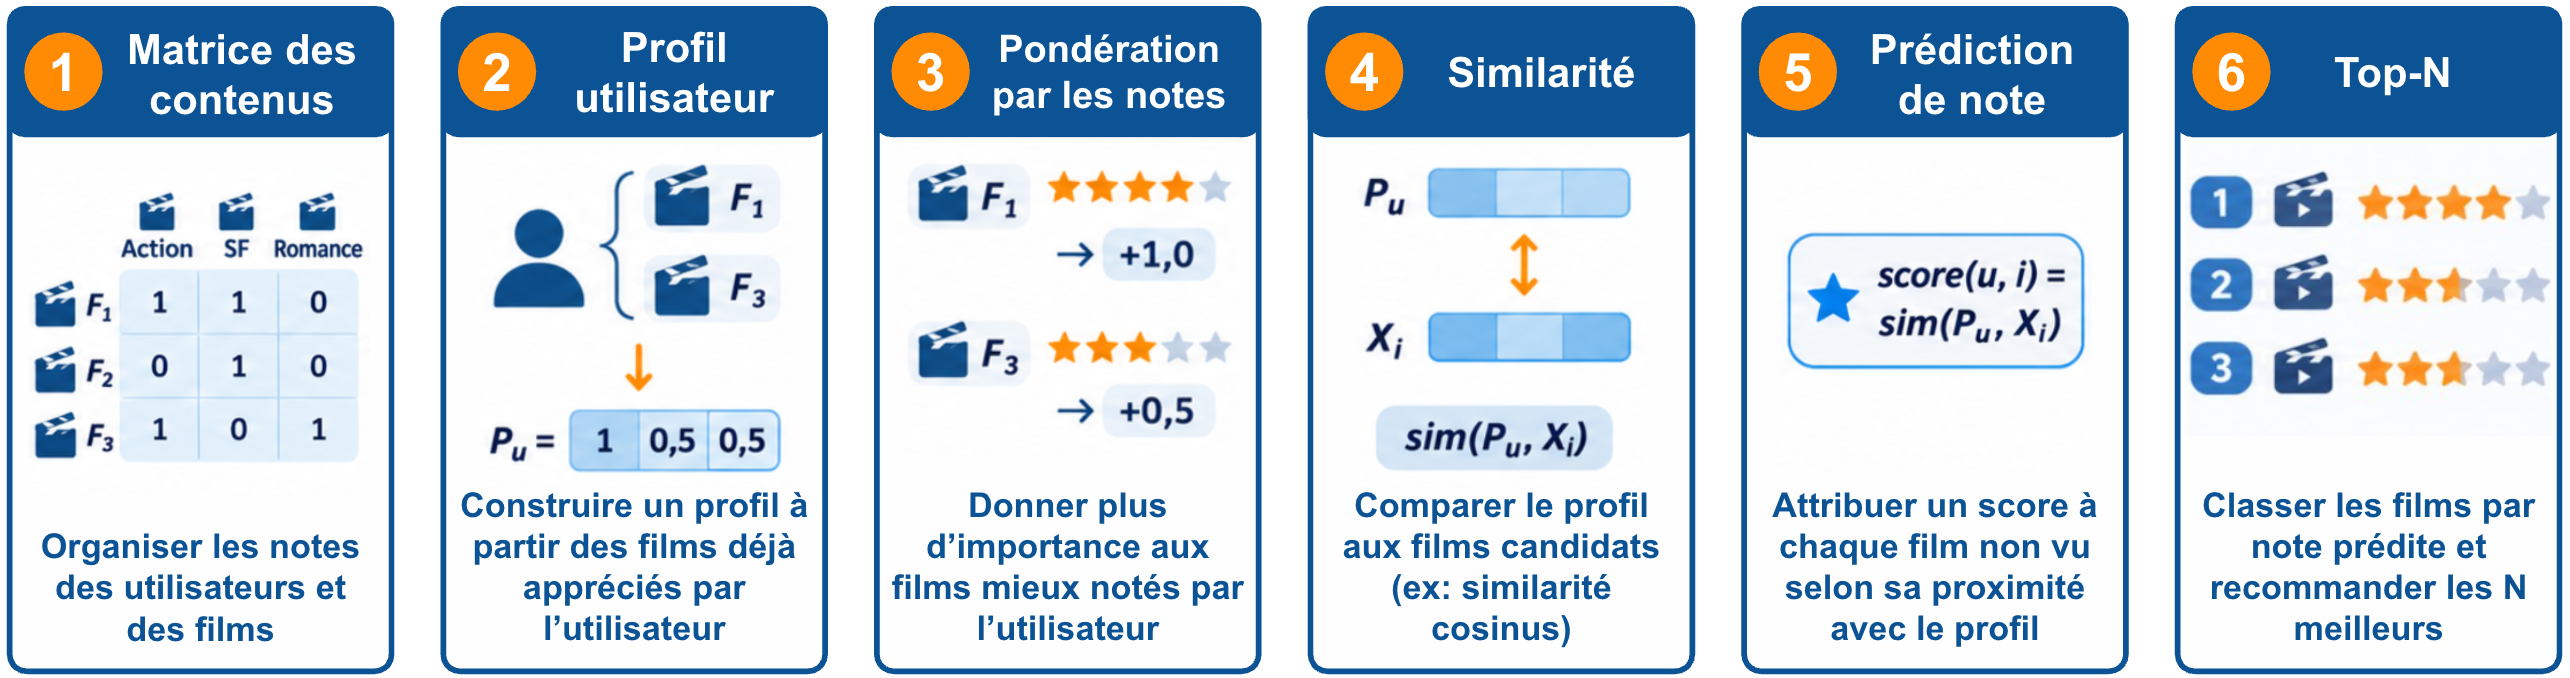 1
Matrice des
contenus
Action SF Romance
F₁ 1 1 0
F₂ 0 1 0
F₃ 1 0 1
Organiser les notes
des utilisateurs et
des films
2
Profil
utilisateur
F₁
F₃
Pᵤ = 1 0,5 0,5
Construire un profil à
partir des films déjà
appréciés par
l’utilisateur
3
Pondération
par les notes
F₁
→ +1,0
F₃
→ +0,5
Donner plus
d’importance aux
films mieux notés par
l’utilisateur
4
Similarité
Pᵤ
Xᵢ
sim(Pᵤ, Xᵢ)
Comparer le profil
aux films candidats
(ex: similarité
cosinus)
5
Prédiction
de note
score(u, i) =
sim(Pᵤ, Xᵢ)
Attribuer un score à
chaque film non vu
selon sa proximité
avec le profil
6
Top-N
1
2
3
Classer les films par
note prédite et
recommander les N
meilleurs